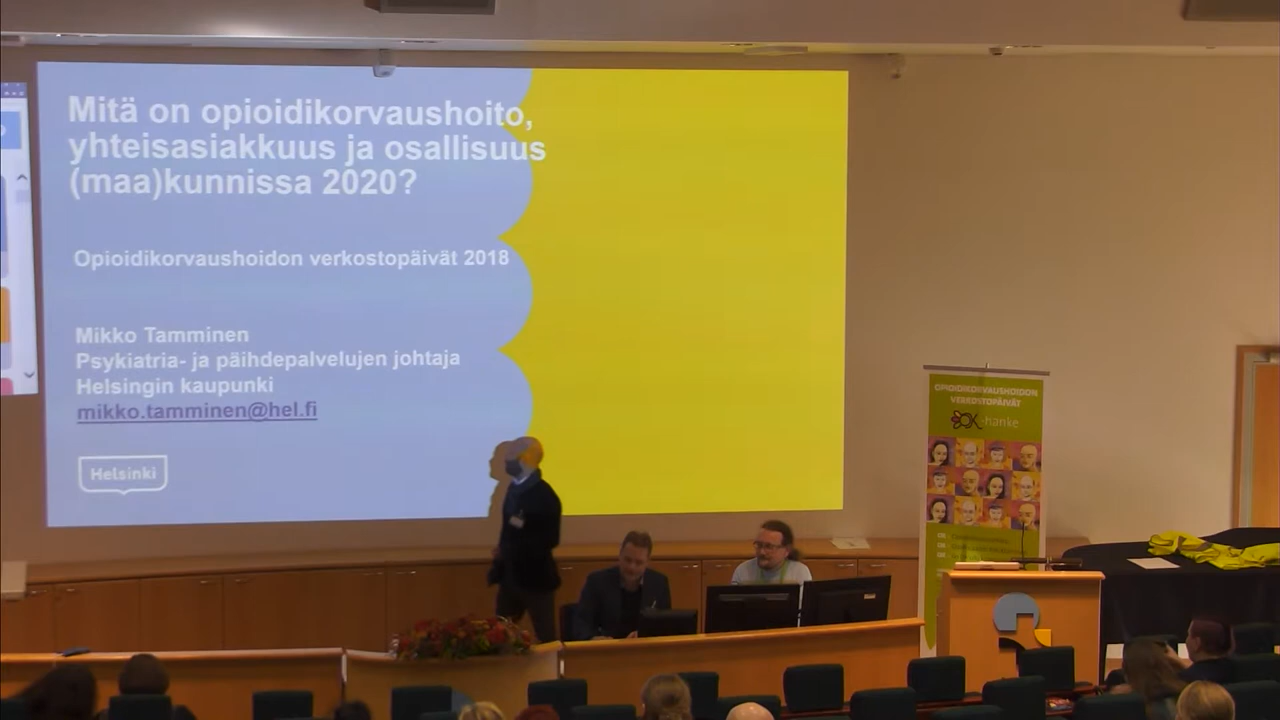 Mitä on opioidikorvaushoito,
yhteisasiakkuus ja osallisuus
(maa)kunnissa 2020?
Opioidikorvaushoidon verkostopäivät 2018
Mikko Tamminen
Psykiatria- ja päihdepalvelujen johtaja
Helsingin kaupunki
mikko.tamminen@hel.fi
Helsinki
OPIOIDIKORVAUSHOIDON
VERKOSTOPÄIVÄT
OK-hanke